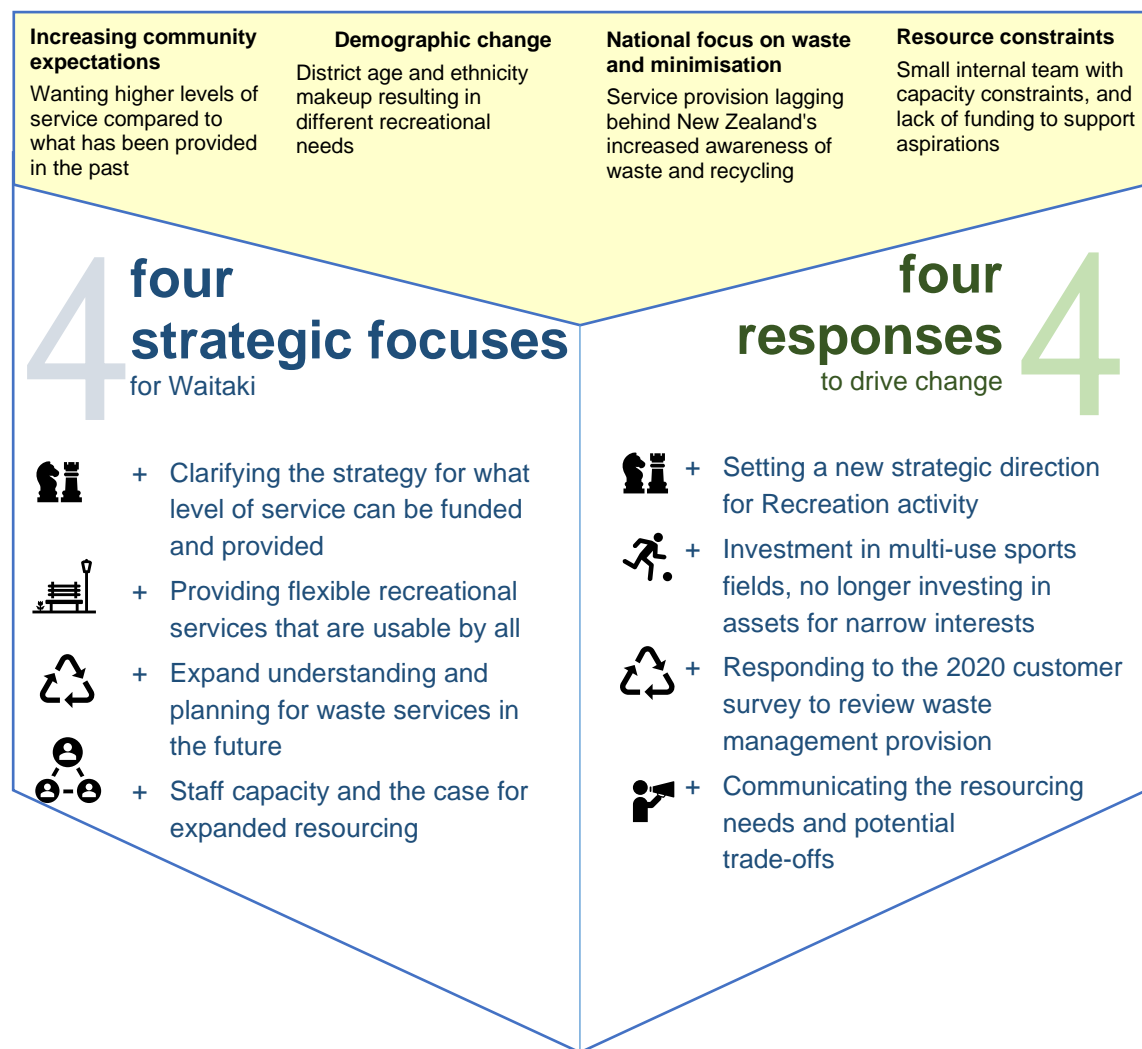 Increasing community
expectations
Wanting higher levels of
service compared to
what has been provided
in the past
Demographic change
District age and ethnicity
makeup resulting in
different recreational
needs
National focus on waste
and minimisation
Service provision lagging
behind New Zealand's
increased awareness of
waste and recycling
Resource constraints
Small internal team with
capacity constraints, and
lack of funding to support
aspirations
4
four
strategic focuses
for Waitaki
+ Clarifying the strategy for what
level of service can be funded
and provided
+ Providing flexible recreational
services that are usable by all
+ Expand understanding and
planning for waste services in
the future
+ Staff capacity and the case for
expanded resourcing
four
responses
to drive change
4
+ Setting a new strategic direction
for Recreation activity
+ Investment in multi-use sports
fields, no longer investing in
assets for narrow interests
+ Responding to the 2020 customer
survey to review waste
management provision
+ Communicating the resourcing
needs and potential
trade-offs